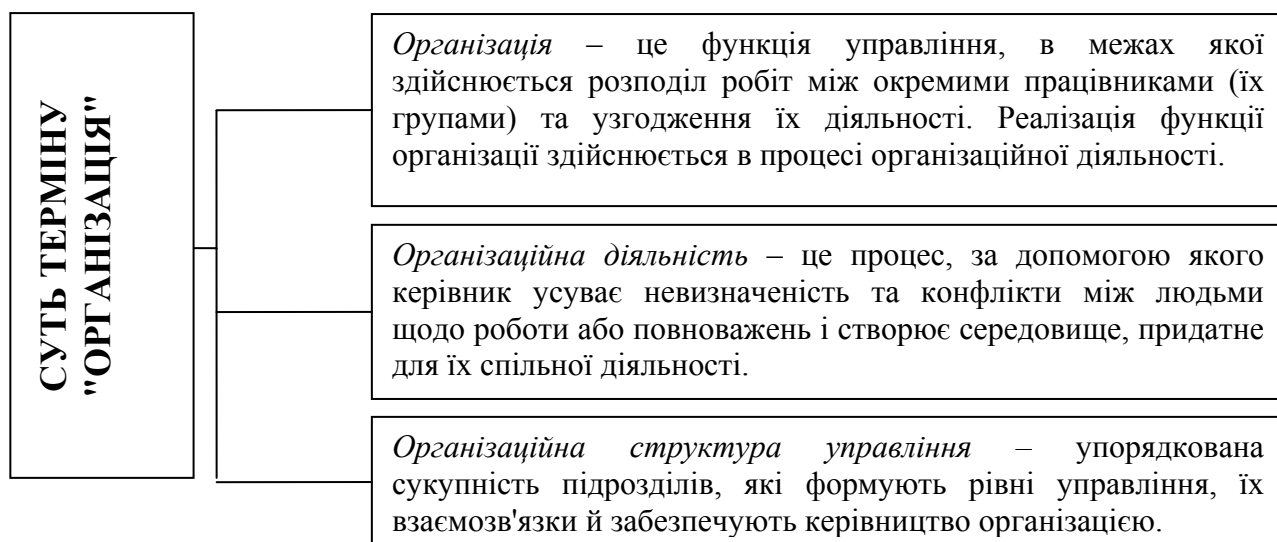 СУТЬ ТЕРМІНУ
"ОРГАНІЗАЦІЯ"
Організація – це функція управління, в межах якої
здійснюється розподіл робіт між окремими працівниками (їх
групами) та узгодження їх діяльності. Реалізація функції
організації здійснюється в процесі організаційної діяльності.
Організаційна діяльність – це процес, за допомогою якого
керівник усуває невизначеність та конфлікти між людьми
щодо роботи або повноважень і створює середовище, придатне
для їх спільної діяльності.
Організаційна структура управління – упорядкована
сукупність підрозділів, які формують рівні управління, їх
взаємозв'язки й забезпечують керівництво організацією.